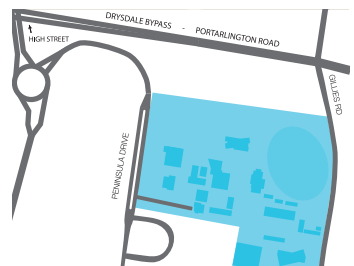 DRYSDALE BYPASS - PORTARLINGTON ROAD
HIGH STREET
GILLIES RD
PENINSULA DRIVE